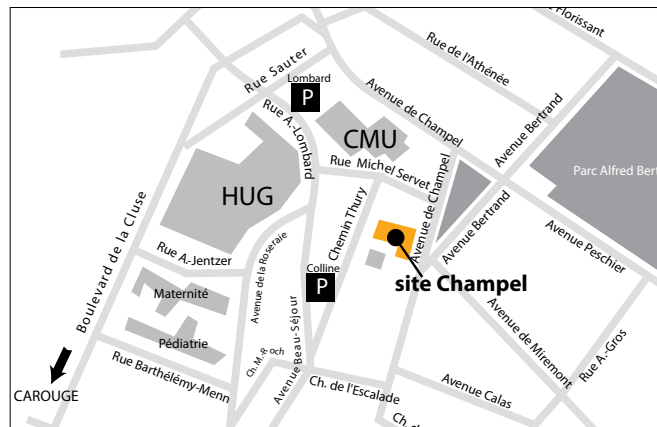 Florissant
Rue de l'Athénée
Rue Sauter
Lombard
P
Avenue de Champel
Rue A.-Lombard
CMU
Avenue Bertrand
Rue Michel Servet
Parc Alfred Bert
HUG
Chemin Thury
Avenue de Champel
Avenue Bertrand
Avenue Peschier
Boulevard de la Cluse
Rue A.-Jentzer
Avenue de la Roseraie
Colline
P
site Champel
Maternité
Pédiatrie
Avenue Beau-Séjour
Avenue de Miremont
Rue A.-Gros
Rue Barthélémy-Menn
Ch. M.-Roch
Ch. de l'Escalade
Avenue Calas
CAROUGE
Ch.